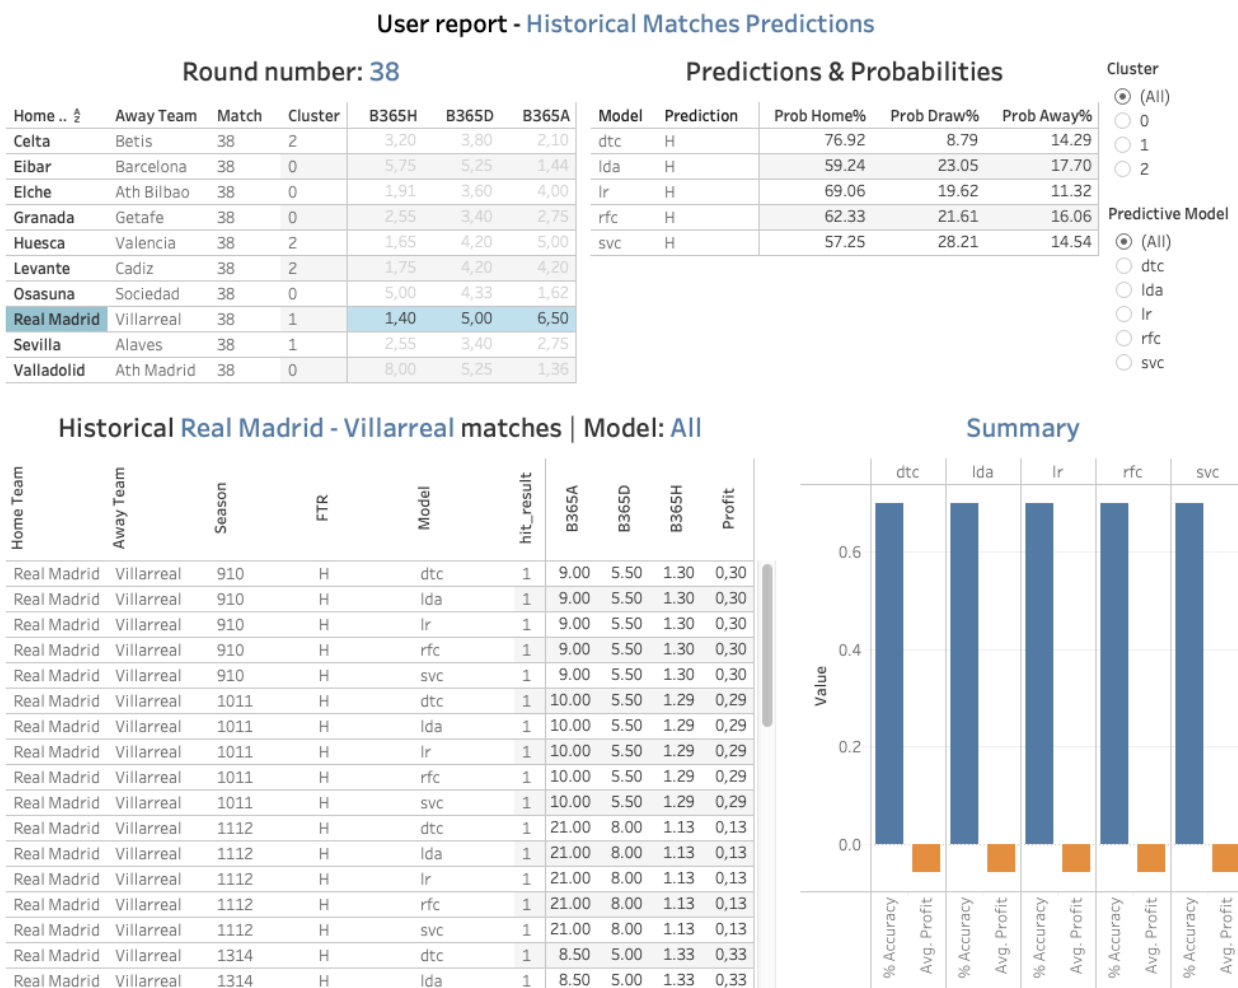 User report - Historical Matches Predictions
Round number: 38
Home .. Away Team Match Cluster B365H B365D B365A
Celta Betis 38 2 3,20 3,80 2,10
Eibar Barcelona 38 0 5,75 5,25 1,44
Elche Ath Bilbao 38 0 1,91 3,60 4,00
Granada Getafe 38 0 2,55 3,40 2,75
Huesca Valencia 38 2 1,65 4,20 5,00
Levante Cadiz 38 2 1,75 4,20 4,20
Osasuna Sociedad 38 0 5,00 4,33 1,62
Real Madrid Villarreal 38 1 1,40 5,00 6,50
Sevilla Alaves 38 1 2,55 3,40 2,75
Valladolid Ath Madrid 38 0 8,00 5,25 1,36
Predictions & Probabilities
Model Prediction Prob Home% Prob Draw% Prob Away%
dtc H 76.92 8.79 14.29
lda H 59.24 23.05 17.70
lr H 69.06 19.62 11.32
rfc H 62.33 21.61 16.06
svc H 57.25 28.21 14.54
Cluster
(All)
0
1
2
Predictive Model
(All)
dtc
lda
lr
rfc
svc
Historical Real Madrid - Villarreal matches | Model: All
Home Team Away Team Season FTR Model hit_result B365A B365D B365H Profit
Real Madrid Villarreal 910 H dtc 1 9.00 5.50 1.30 0,30
Real Madrid Villarreal 910 H lda 1 9.00 5.50 1.30 0,30
Real Madrid Villarreal 910 H lr 1 9.00 5.50 1.30 0,30
Real Madrid Villarreal 910 H rfc 1 9.00 5.50 1.30 0,30
Real Madrid Villarreal 910 H svc 1 9.00 5.50 1.30 0,30
Real Madrid Villarreal 1011 H dtc 1 10.00 5.50 1.29 0,29
Real Madrid Villarreal 1011 H lda 1 10.00 5.50 1.29 0,29
Real Madrid Villarreal 1011 H lr 1 10.00 5.50 1.29 0,29
Real Madrid Villarreal 1011 H rfc 1 10.00 5.50 1.29 0,29
Real Madrid Villarreal 1011 H svc 1 10.00 5.50 1.29 0,29
Real Madrid Villarreal 1112 H dtc 1 21.00 8.00 1.13 0,13
Real Madrid Villarreal 1112 H lda 1 21.00 8.00 1.13 0,13
Real Madrid Villarreal 1112 H lr 1 21.00 8.00 1.13 0,13
Real Madrid Villarreal 1112 H rfc 1 21.00 8.00 1.13 0,13
Real Madrid Villarreal 1112 H svc 1 21.00 8.00 1.13 0,13
Real Madrid Villarreal 1314 H dtc 1 8.50 5.00 1.33 0,33
Real Madrid Villarreal 1314 H lda 1 8.50 5.00 1.33 0,33
Summary
dtc lda lr rfc svc
0.6
0.4
0.2
0.0
Value
% Accuracy Avg. Profit % Accuracy Avg. Profit % Accuracy Avg. Profit % Accuracy Avg. Profit % Accuracy Avg. Profit